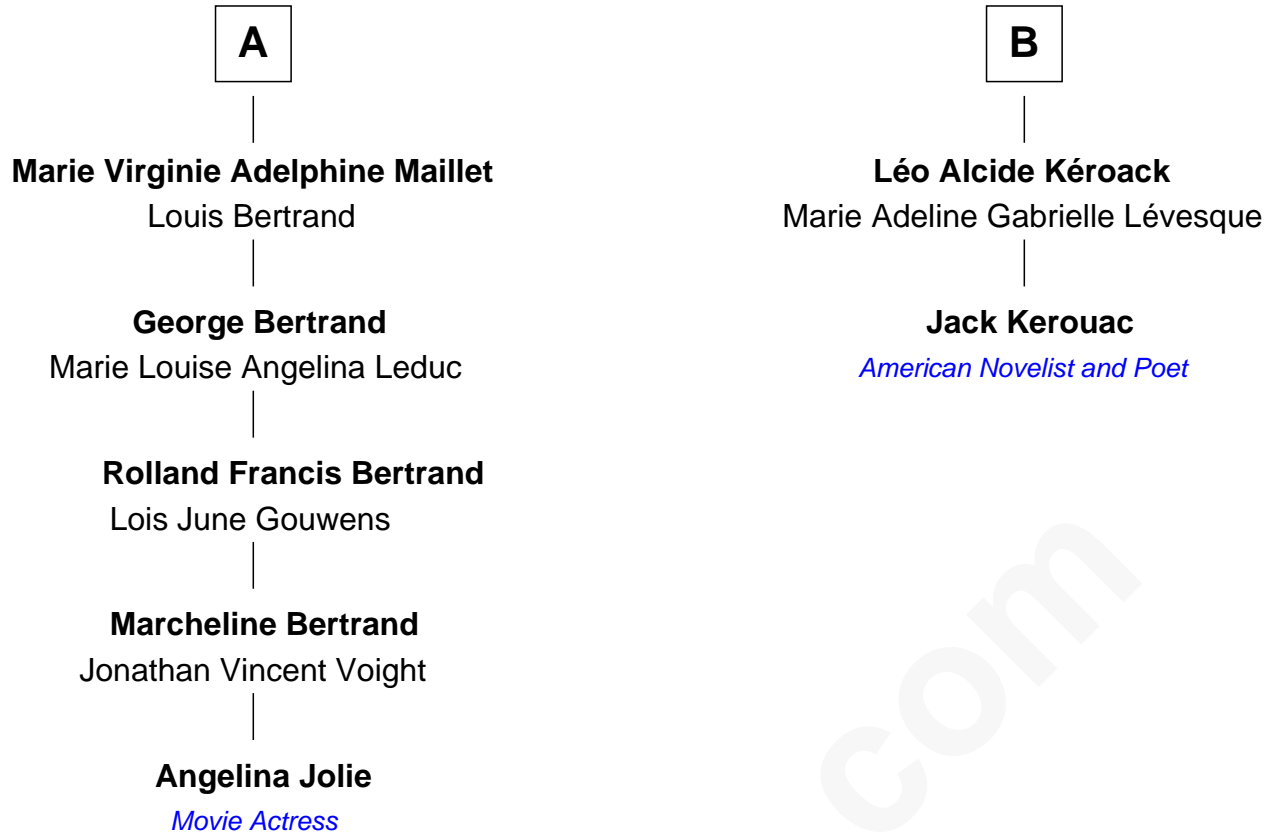 A
Marie Virginie Adelphine Maillet
Louis Bertrand
George Bertrand
Marie Louise Angelina Leduc
Rolland Francis Bertrand
Lois June Gouwens
Marcheline Bertrand
Jonathan Vincent Voight
Angelina Jolie
Movie Actress
B
Léo Alcide Kéroack
Marie Adeline Gabrielle Lévesque
Jack Kerouac
American Novelist and Poet
com